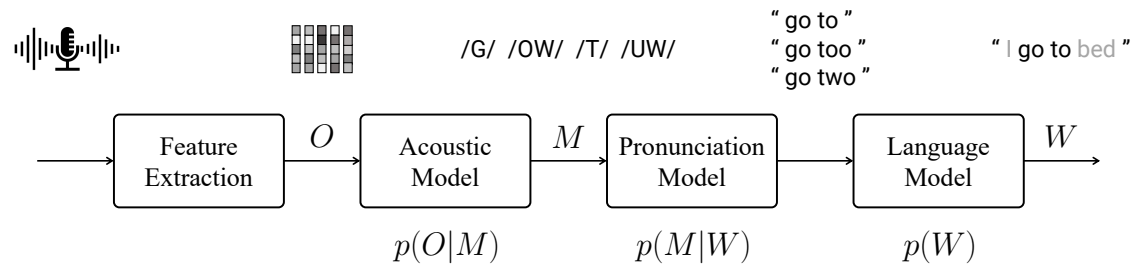 /G/ /OW/ /T/ /UW/
“ go to ”
“ go too ”
“ go two ”
“ I go to bed ”
Feature
Extraction
O
Acoustic
Model
M
Pronunciation
Model
Language
Model
W
p(O|M)
p(M|W)
p(W)